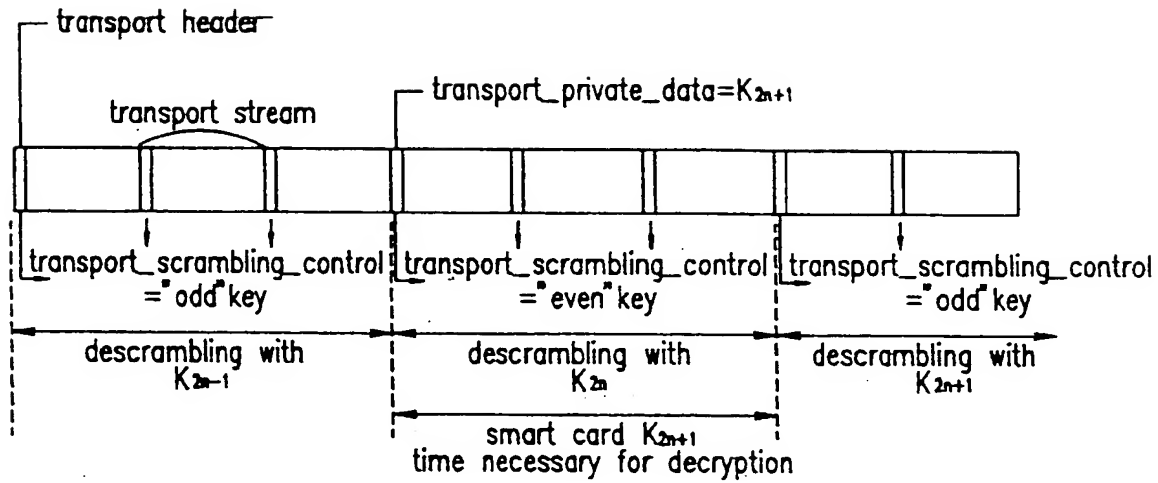 transport header
transport_private_data=K2n+1
transport stream
transport_scrambling_control
="odd" key
transport_scrambling_control
="even" key
transport_scrambling_control
="odd" key
descrambling with
K2n-1
descrambling with
K2n
descrambling with
K2n+1
smart card K2n+1
time necessary for decryption